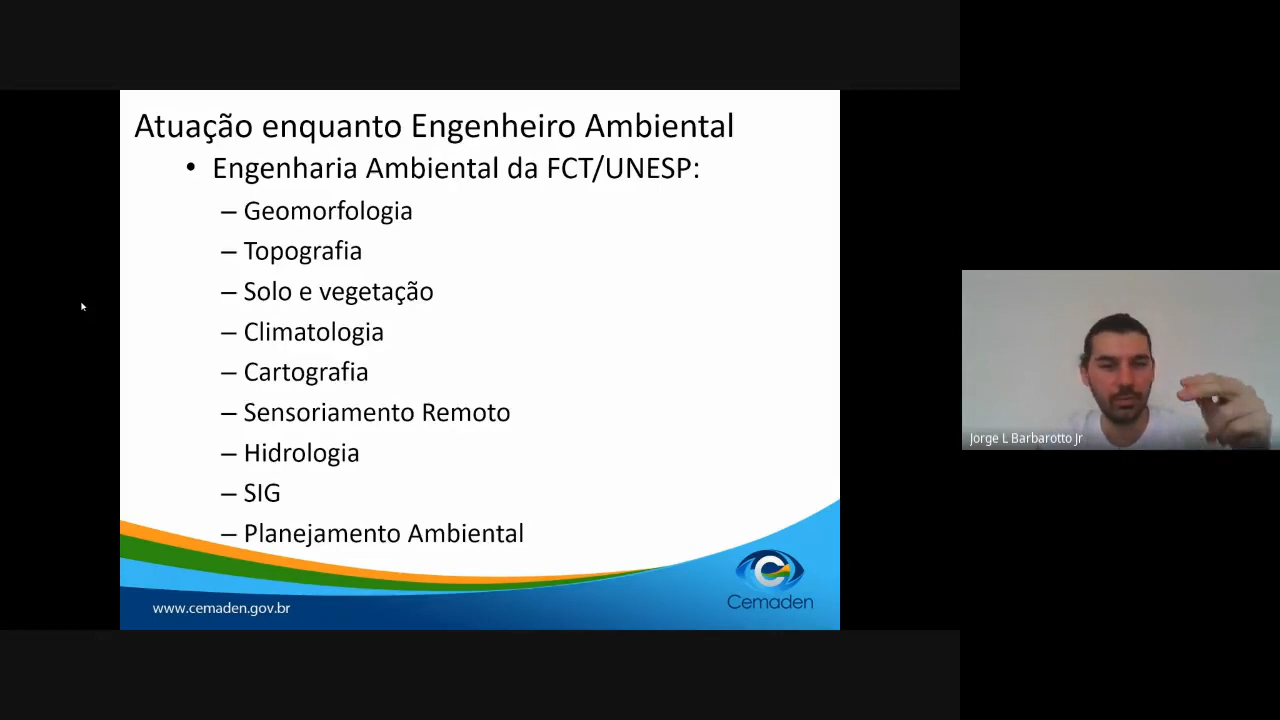 Atuação enquanto Engenheiro Ambiental
• Engenharia Ambiental da FCT/UNESP:
– Geomorfologia
– Topografia
– Solo e vegetação
– Climatologia
– Cartografia
– Sensoriamento Remoto
– Hidrologia
– SIG
– Planejamento Ambiental
www.cemaden.gov.br
Cemaden
Jorge L Barbarotto Jr